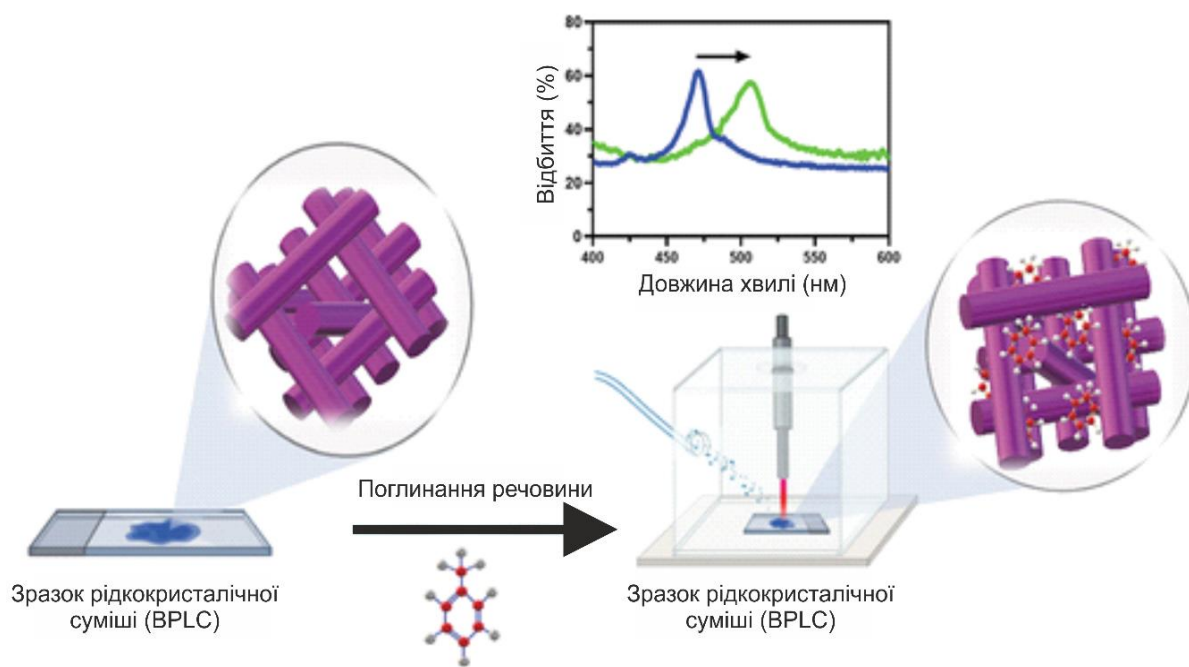 80
60
40
20
0
Відбиття (%)
400 450 500 550 600
Довжина хвилі (нм)
Поглинання речовини
Зразок рідкокристалічної
суміші (BPLC)
Зразок рідкокристалічної
суміші (BPLC)